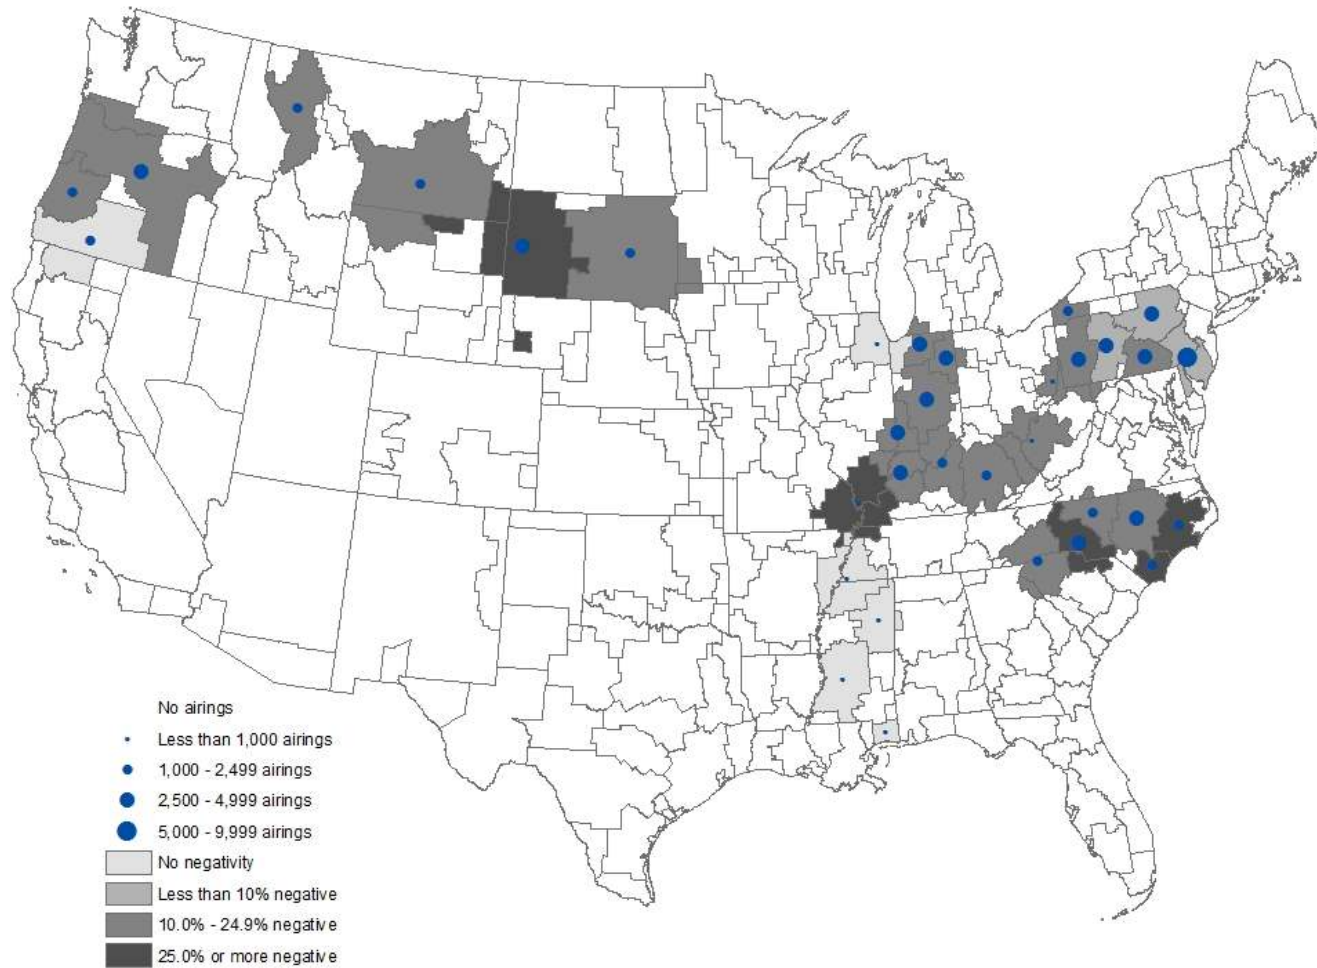 No airings
Less than 1,000 airings
1,000 - 2,499 airings
2,500 - 4,999 airings
5,000 - 9,999 airings
No negativity
Less than 10% negative
10.0% - 24.9% negative
25.0% or more negative